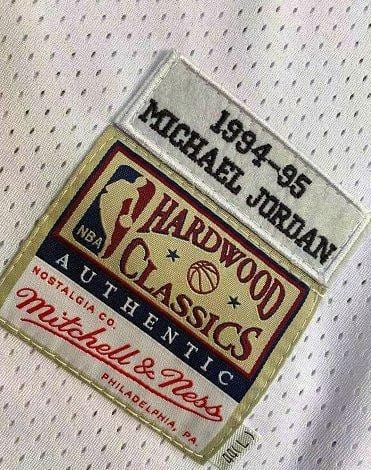 1994-95
MICHAEL JORDAN
NBA
HARDWOOD
CLASSICS
AUTHENTIC
NOSTALGIA CO.
Mitchell & Ness
PHILADELPHIA, PA